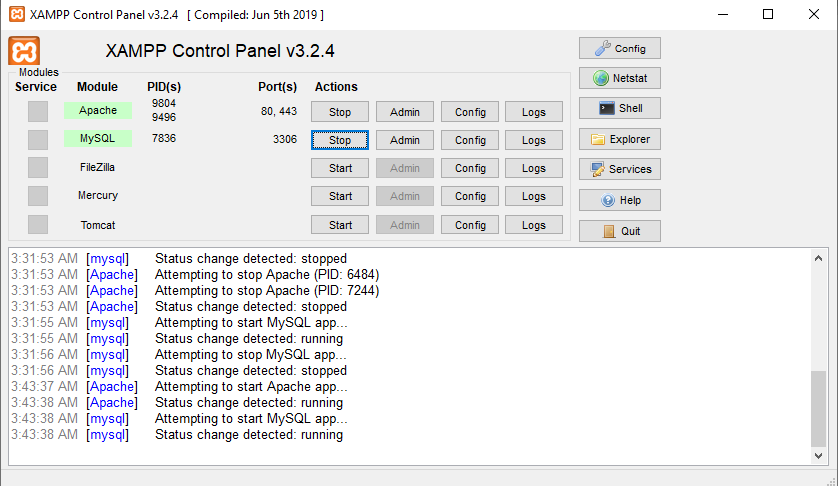 XAMPP Control Panel v3.2.4 [ Compiled: Jun 5th 2019 ]
XAMPP Control Panel v3.2.4
Config
Modules
Service Module PID(s) Port(s) Actions
Netstat
Apache 9804 9496 80, 443 Stop Admin Config Logs
Shell
MySQL 7836 3306 Stop Admin Config Logs
Explorer
FileZilla Start Admin Config Logs
Services
Mercury Start Admin Config Logs
Help
Tomcat Start Admin Config Logs
Quit
3:31:53 AM [mysql] Status change detected: stopped
3:31:53 AM [Apache] Attempting to stop Apache (PID: 6484)
3:31:53 AM [Apache] Attempting to stop Apache (PID: 7244)
3:31:53 AM [Apache] Status change detected: stopped
3:31:55 AM [mysql] Attempting to start MySQL app...
3:31:55 AM [mysql] Status change detected: running
3:31:56 AM [mysql] Attempting to stop MySQL app...
3:31:56 AM [mysql] Status change detected: stopped
3:43:37 AM [Apache] Attempting to start Apache app...
3:43:38 AM [Apache] Status change detected: running
3:43:38 AM [mysql] Attempting to start MySQL app...
3:43:38 AM [mysql] Status change detected: running